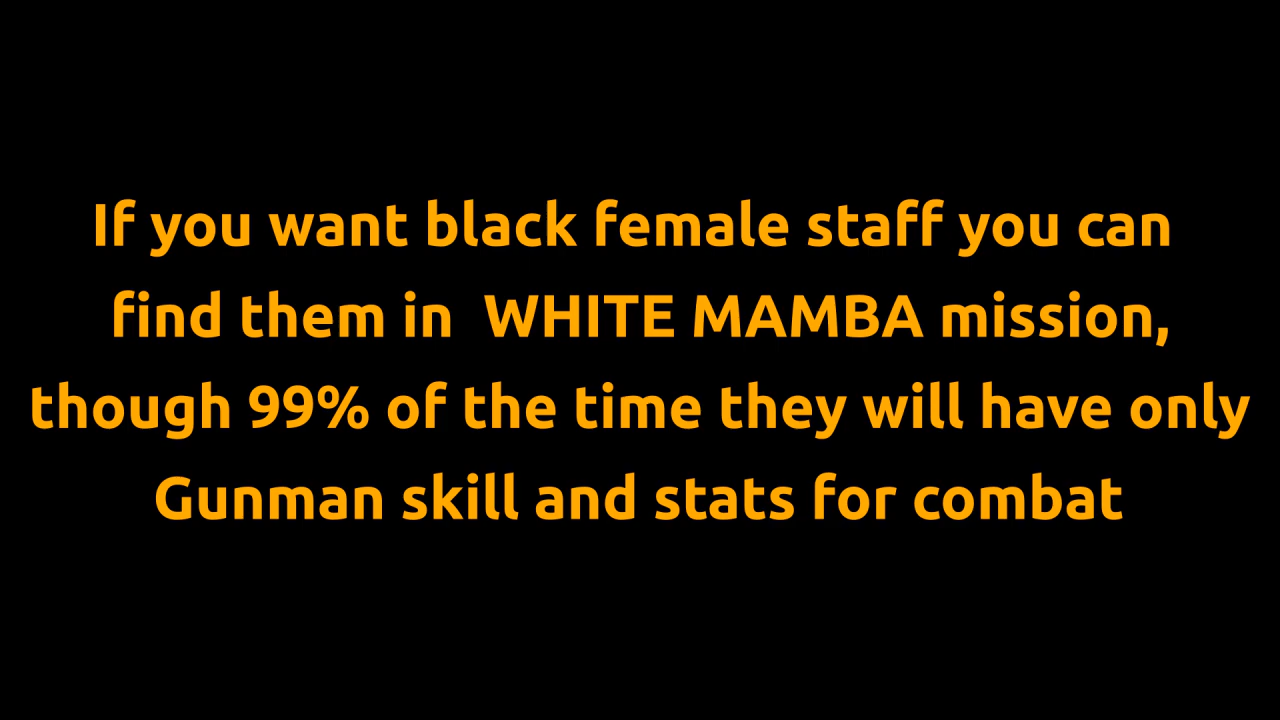 If you want black female staff you can
find them in  WHITE MAMBA mission,
though 99% of the time they will have only
Gunman skill and stats for combat